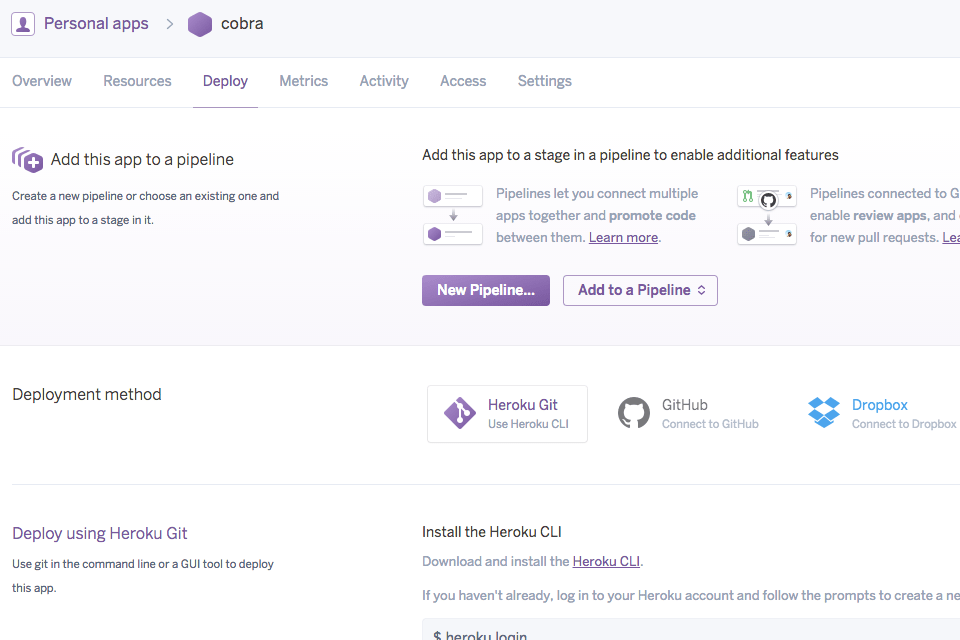 Personal apps > cobra
Overview Resources Deploy Metrics Activity Access Settings
Add this app to a pipeline
Create a new pipeline or choose an existing one and
add this app to a stage in it.
Add this app to a stage in a pipeline to enable additional features
Pipelines let you connect multiple
apps together and promote code
between them. Learn more.
Pipelines connected to G
enable review apps, and
for new pull requests. Lea
New Pipeline... Add to a Pipeline
Deployment method
Heroku Git
Use Heroku CLI
GitHub
Connect to GitHub
Dropbox
Connect to Dropbox
Deploy using Heroku Git
Use git in the command line or a GUI tool to deploy
this app.
Install the Heroku CLI
Download and install the Heroku CLI.
If you haven't already, log in to your Heroku account and follow the prompts to create a ne
$ heroku login